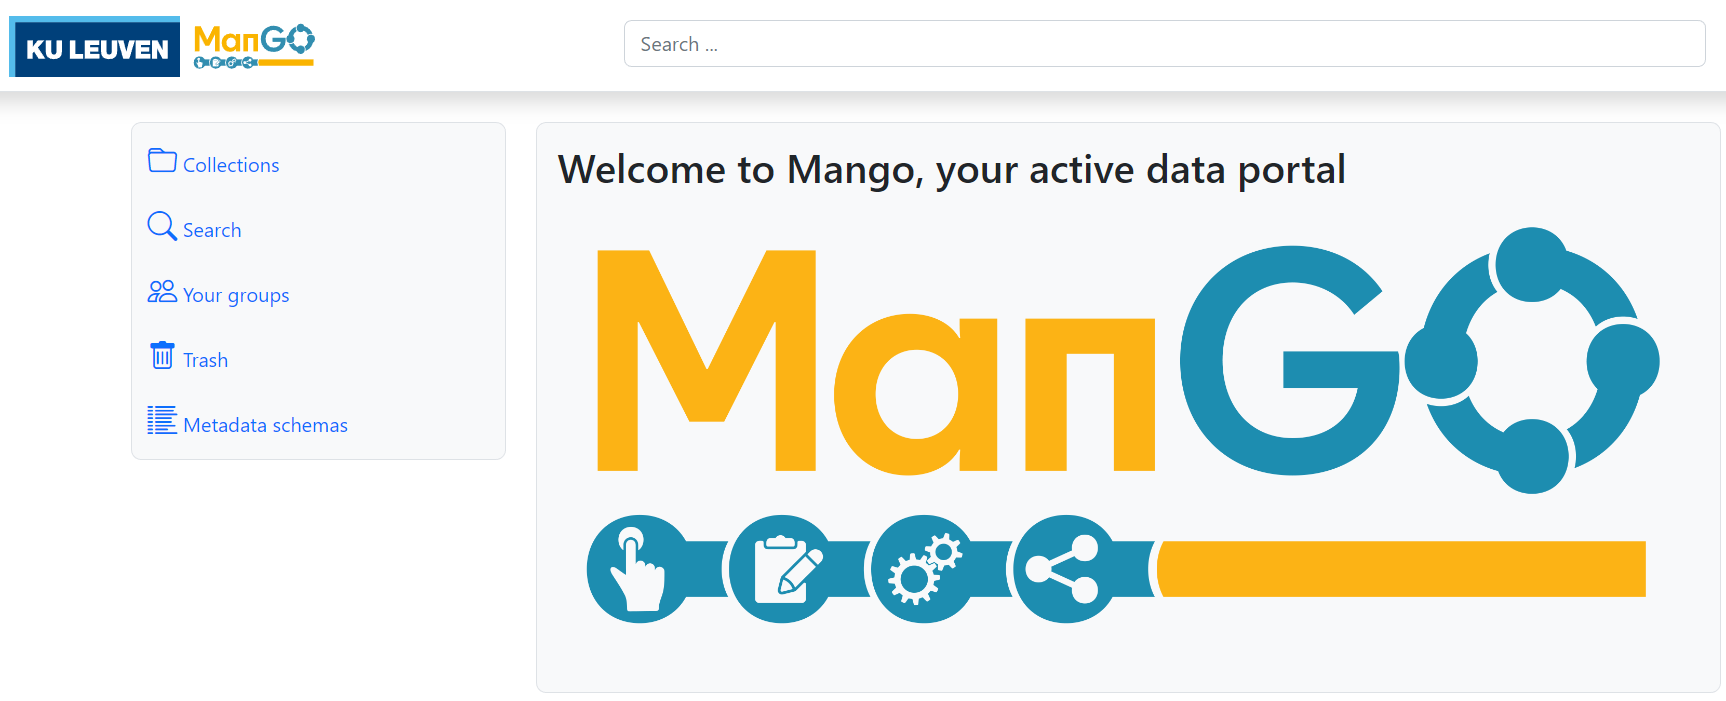 KU LEUVEN
ManGO
Search ...
Collections
Search
Your groups
Trash
Metadata schemas
Welcome to Mango, your active data portal
ManGO